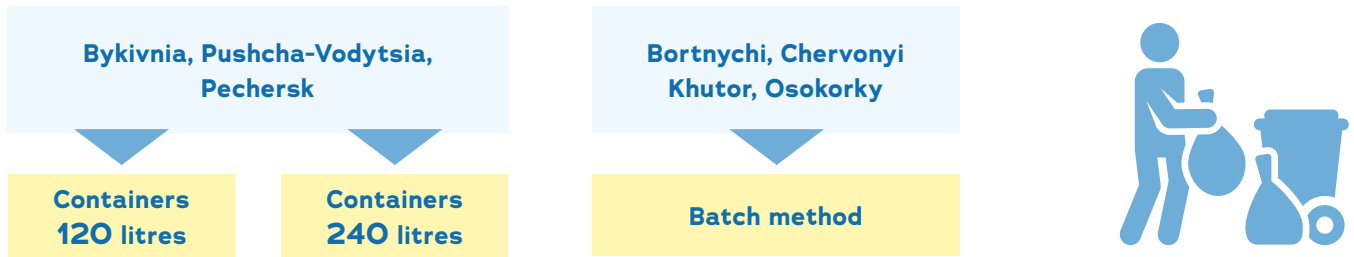 Bykivnia, Pushcha-Vodytsia,
Pechersk
Containers
120 litres
Containers
240 litres
Bortnychi, Chervonyi
Khutor, Osokorky
Batch method